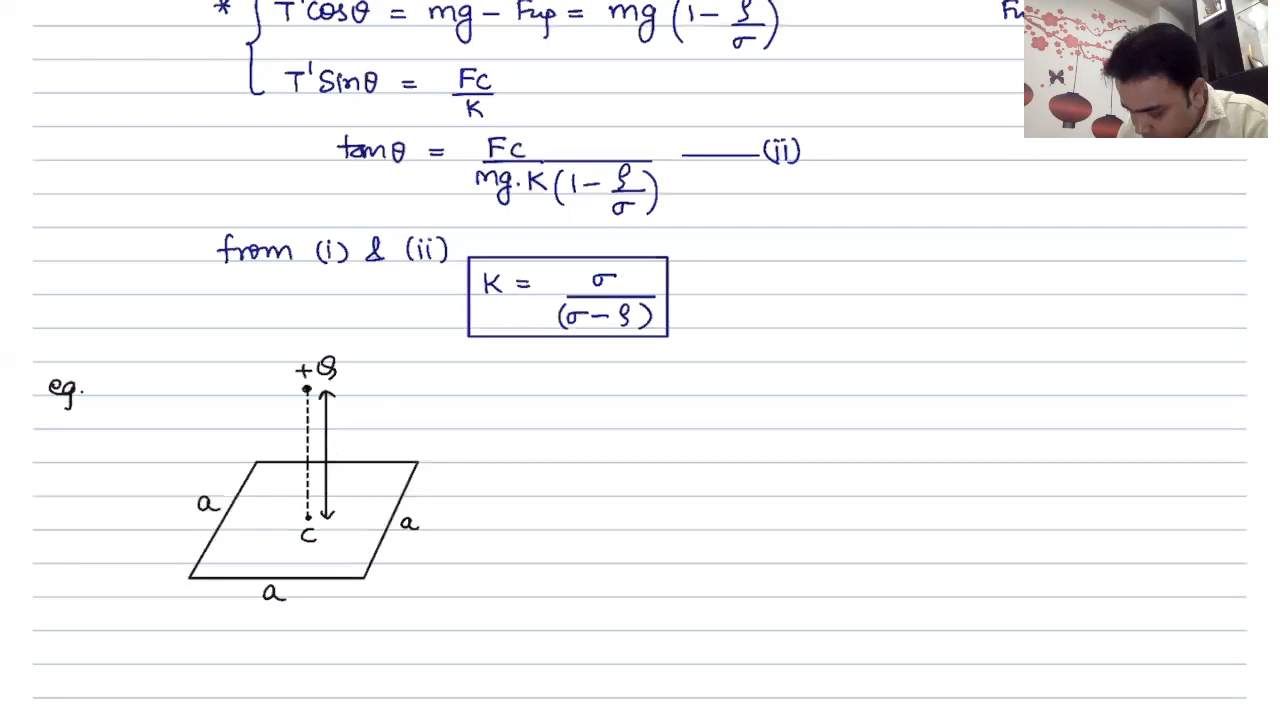 * T'cosθ = mg - Fup = mg (1 - ρ/σ)
T'Sinθ = Fc/K
tanθ = Fc/(mg.K(1 - ρ/σ)) ——(ii)
from (i) & (ii)
K = σ/(σ - ρ)
eg.
+Q
a
C
a
a